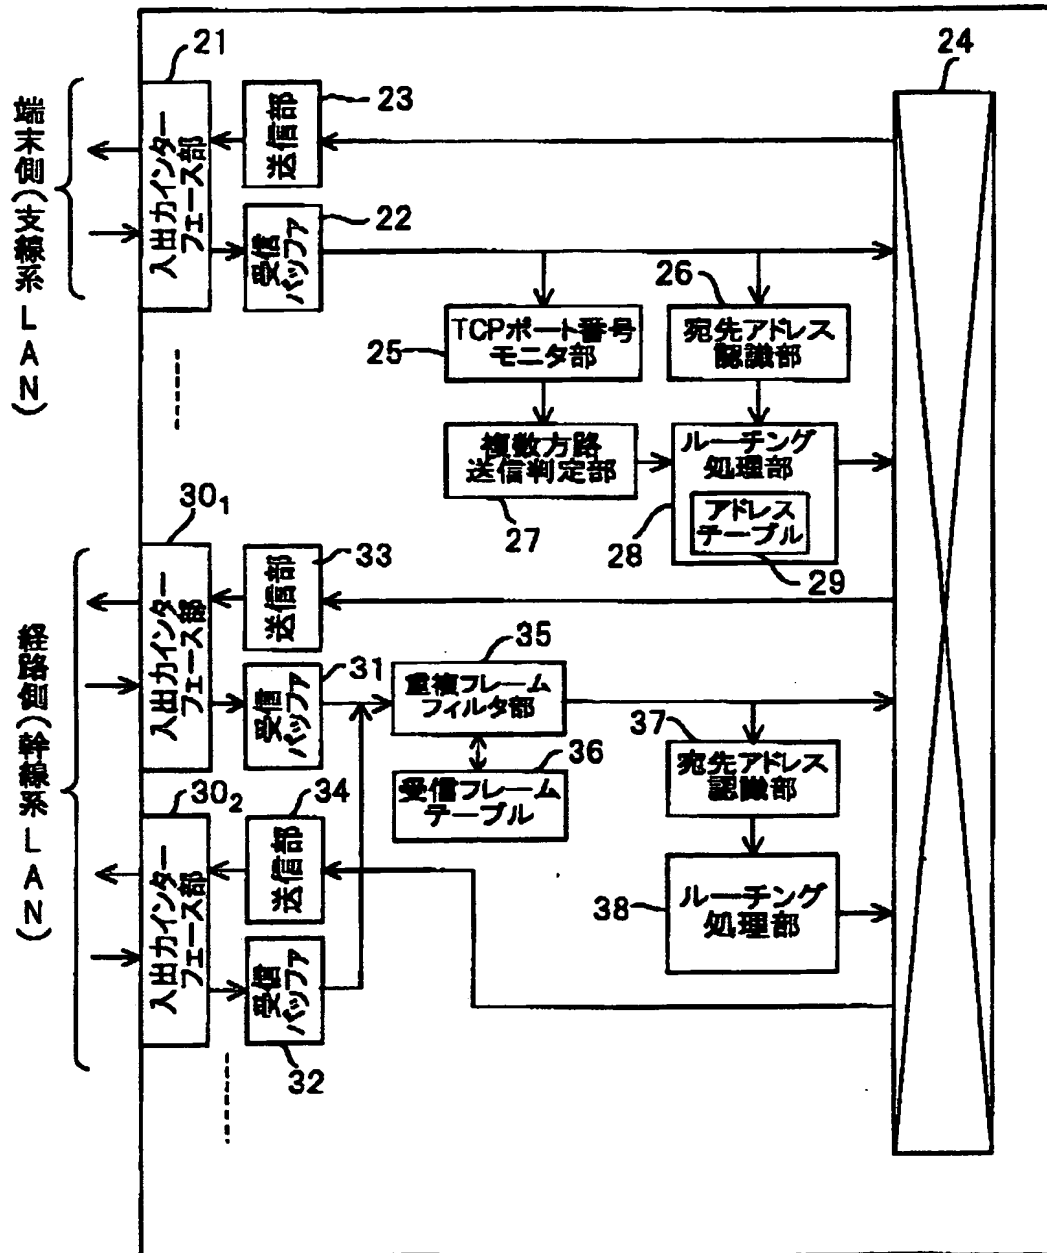 21
23
24
端末側(支線系LAN)
入出力インター
フェース部
送信部
22
受信
バッファ
26
25
TCPポート番号
モニタ部
宛先アドレス
認識部
複数方路
送信判定部
27
ルーチング
処理部
アドレス
テーブル
28
29
30₁
33
経路側(幹線系LAN)
入出力インター
フェース部
送信部
31
受信
バッファ
35
重複フレーム
フィルタ部
36
受信フレーム
テーブル
37
宛先アドレス
認識部
30₂
34
入出力インター
フェース部
送信部
38
ルーチング
処理部
受信
バッファ
32